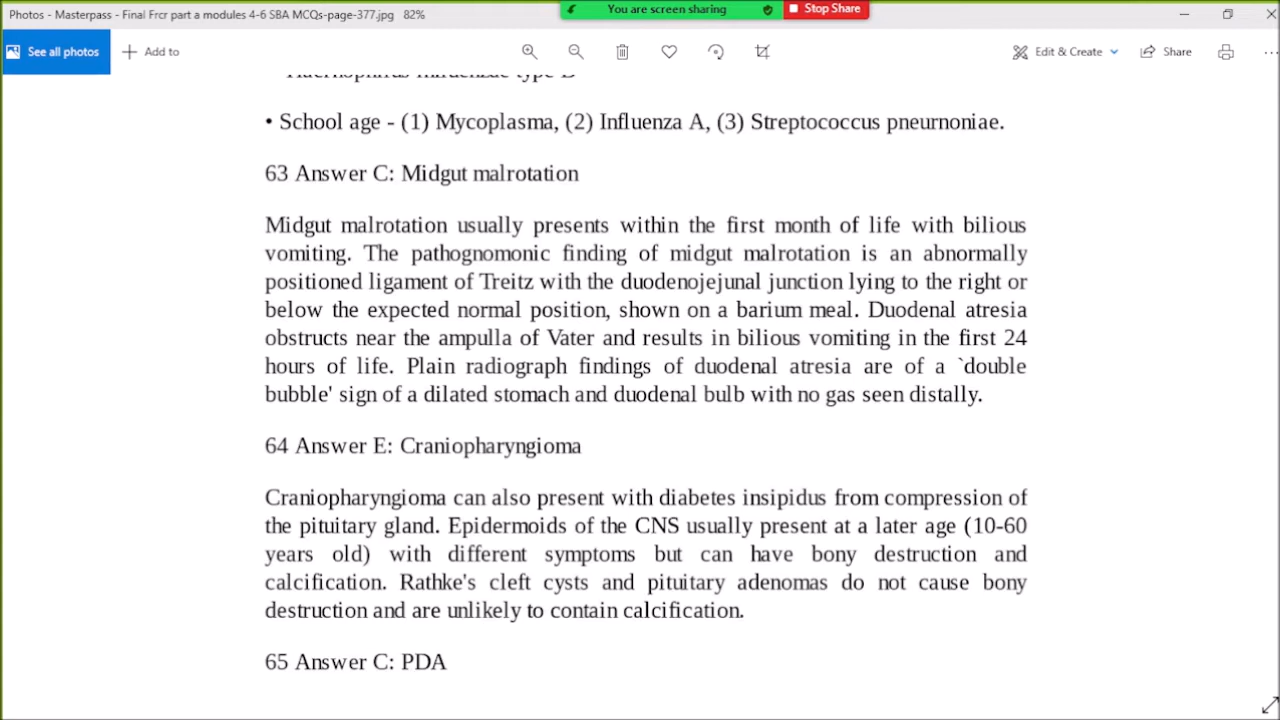 Photos - Masterpass - Final Frcr part a modules 4-6 SBA MCQs-page-377.jpg 82%
You are screen sharing
Stop Share
See all photos
Add to
Edit & Create
Share
Haemophilus influenzae type B
• School age - (1) Mycoplasma, (2) Influenza A, (3) Streptococcus pneurnoniae.
63 Answer C: Midgut malrotation
Midgut malrotation usually presents within the first month of life with bilious
vomiting. The pathognomonic finding of midgut malrotation is an abnormally
positioned ligament of Treitz with the duodenojejunal junction lying to the right or
below the expected normal position, shown on a barium meal. Duodenal atresia
obstructs near the ampulla of Vater and results in bilious vomiting in the first 24
hours of life. Plain radiograph findings of duodenal atresia are of a `double
bubble' sign of a dilated stomach and duodenal bulb with no gas seen distally.
64 Answer E: Craniopharyngioma
Craniopharyngioma can also present with diabetes insipidus from compression of
the pituitary gland. Epidermoids of the CNS usually present at a later age (10-60
years old) with different symptoms but can have bony destruction and
calcification. Rathke's cleft cysts and pituitary adenomas do not cause bony
destruction and are unlikely to contain calcification.
65 Answer C: PDA